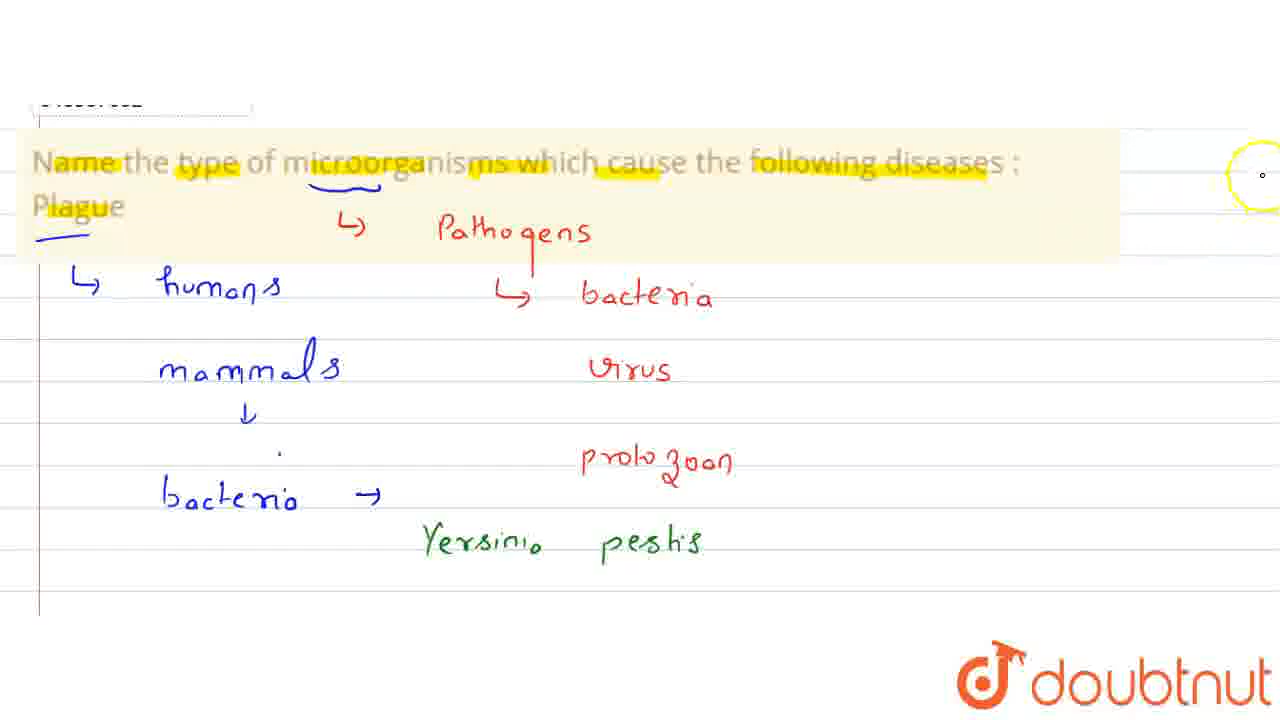 Name the type of microorganisms which cause the following diseases :
Plague
↳ Pathogens
↳ humans
↳ bacteria
mammals
virus
↓
protozoan
bacteria →
Yersinia pestis
doubtnut